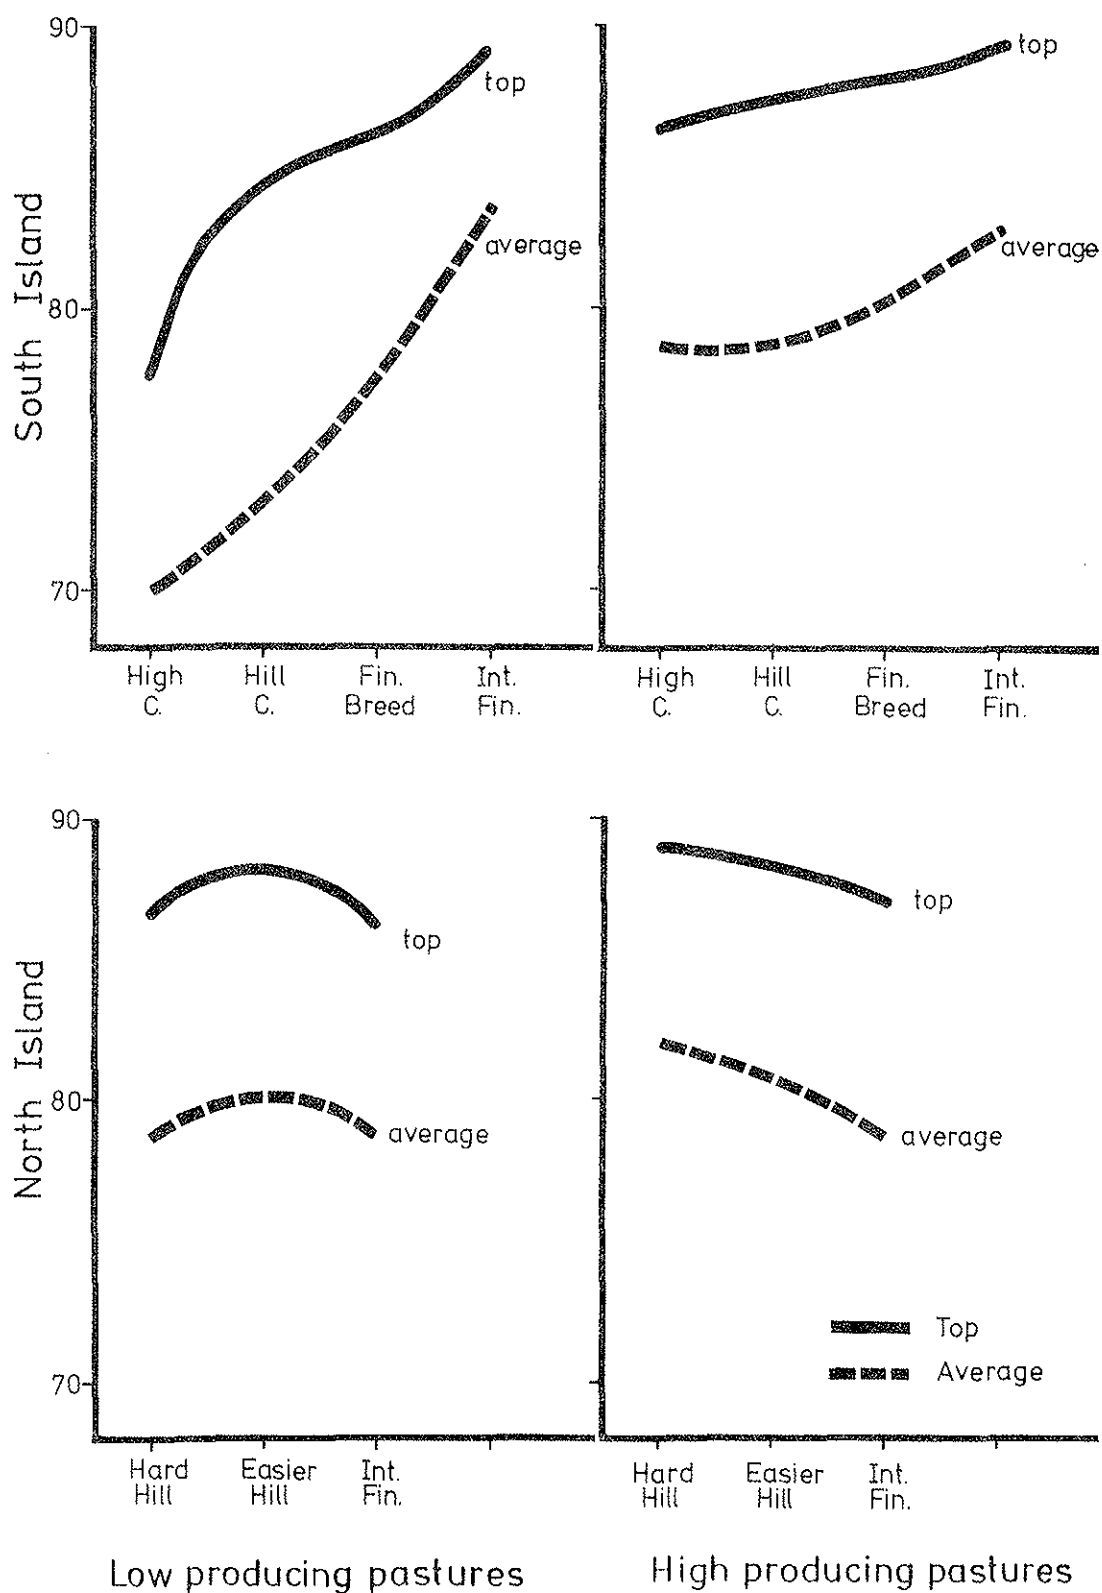 South Island
90
80
70
top
average
High
C.
Hill
C.
Fin.
Breed
Int.
Fin.
top
average
High
C.
Hill
C.
Fin.
Breed
Int.
Fin.
North Island
90
80
70
top
average
Hard
Hill
Easier
Hill
Int.
Fin.
top
average
Top
Average
Hard
Hill
Easier
Hill
Int.
Fin.
Low producing pastures
High producing pastures